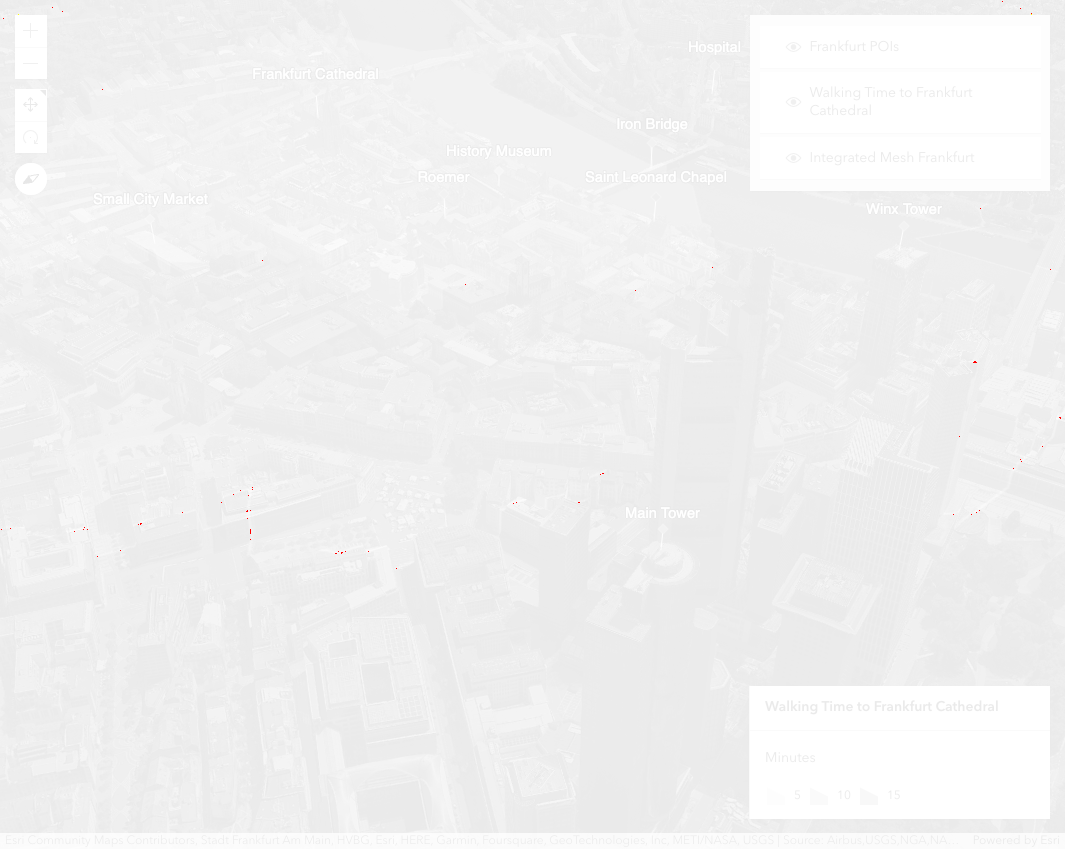 Hospital
Frankfurt POIs
Frankfurt Cathedral
Walking Time to Frankfurt
Cathedral
Iron Bridge
History Museum
Integrated Mesh Frankfurt
Roemer
Saint Leonard Chapel
Small City Market
Winx Tower
Main Tower
Walking Time to Frankfurt Cathedral
Minutes
5 10 15
Esri Community Maps Contributors, Stadt Frankfurt Am Main, HVBG, Esri, HERE, Garmin, Foursquare, GeoTechnologies, Inc, METI/NASA, USGS | Source: Airbus,USGS,NGA,NA... Powered by Esri